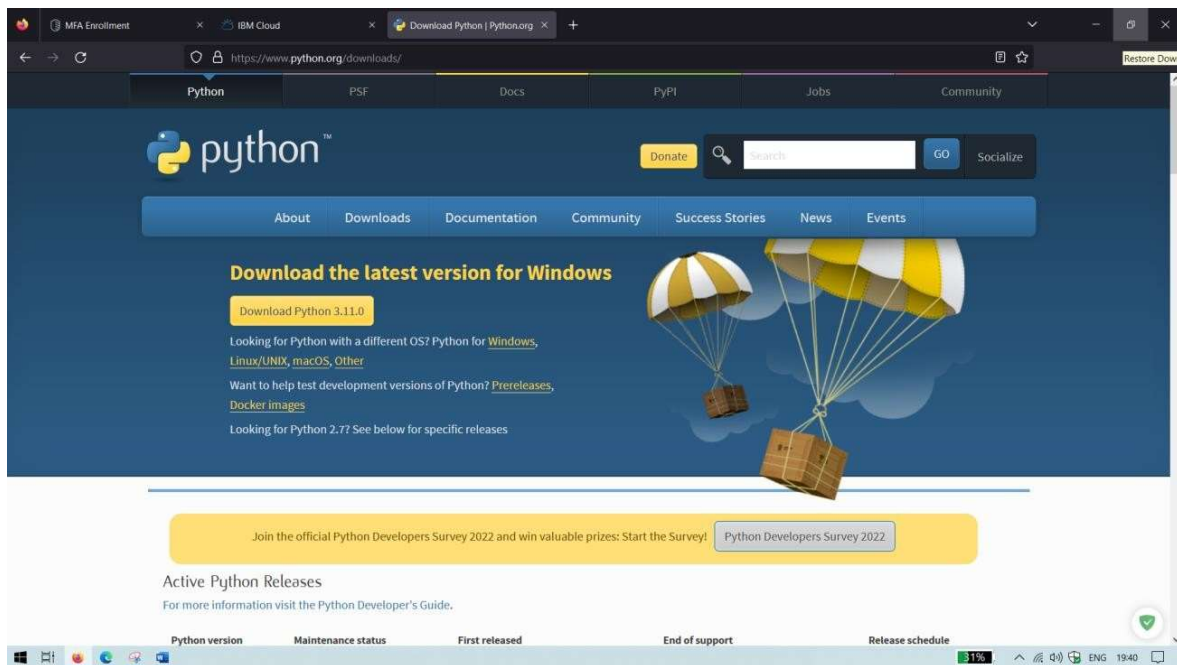 MFA Enrollment
IBM Cloud
Download Python | Python.org
https://www.python.org/downloads/
Restore Dow
Python PSF Docs PyPI Jobs Community
python™
Donate
Search
GO
Socialize
About Downloads Documentation Community Success Stories News Events
Download the latest version for Windows
Download Python 3.11.0
Looking for Python with a different OS? Python for Windows,
Linux/UNIX, macOS, Other
Want to help test development versions of Python? Prereleases,
Docker images
Looking for Python 2.7? See below for specific releases
Join the official Python Developers Survey 2022 and win valuable prizes: Start the Survey! Python Developers Survey 2022
Active Python Releases
For more information visit the Python Developer's Guide.
Python version Maintenance status First released End of support Release schedule
31% ENG 19:40